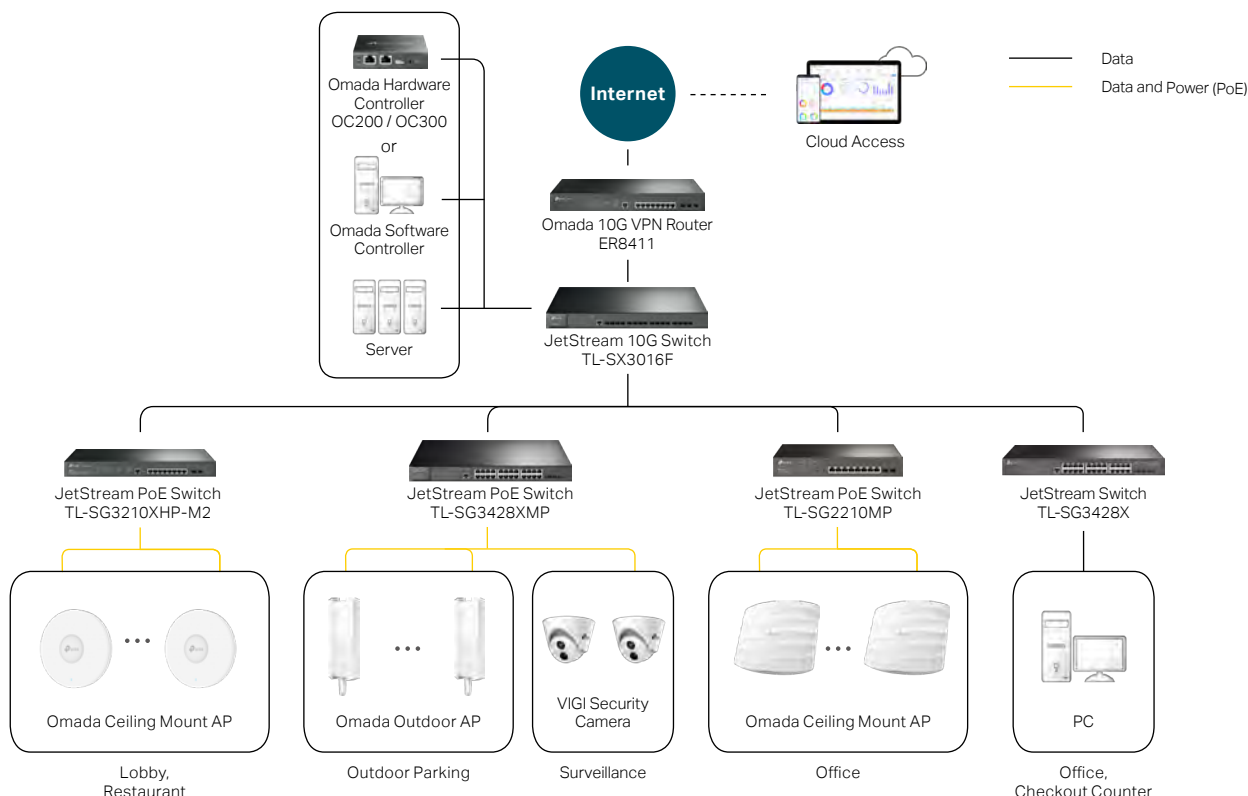 Omada Hardware
Controller
OC200 / OC300
or
Omada Software
Controller
Server
Internet
Cloud Access
Data
Data and Power (PoE)
Omada 10G VPN Router
ER8411
JetStream 10G Switch
TL-SX3016F
JetStream PoE Switch
TL-SG3210XHP-M2
JetStream PoE Switch
TL-SG3428XMP
JetStream PoE Switch
TL-SG2210MP
JetStream Switch
TL-SG3428X
Omada Ceiling Mount AP
Omada Outdoor AP
VIGI Security
Camera
Omada Ceiling Mount AP
PC
Lobby,
Restaurant
Outdoor Parking
Surveillance
Office
Office,
Checkout Counter